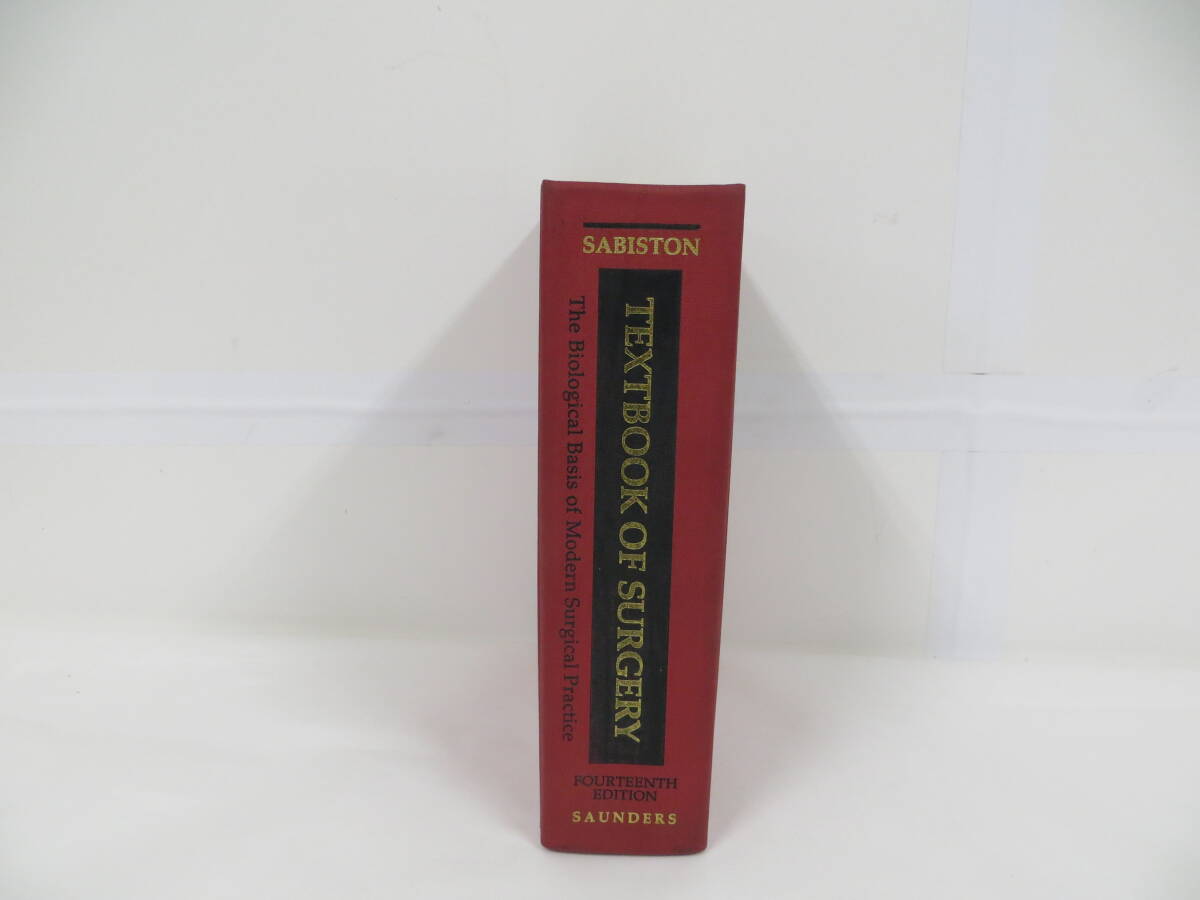 SABISTON
TEXTBOOK OF SURGERY
The Biological Basis of Modern Surgical Practice
FOURTEENTH
EDITION
SAUNDERS